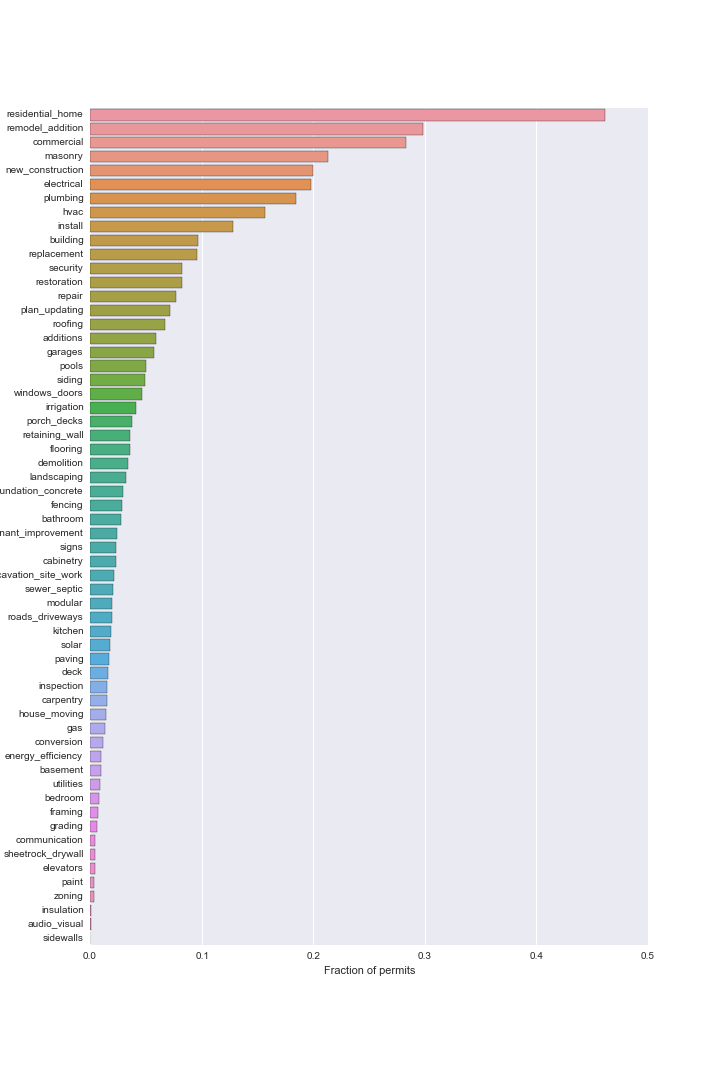 residential_home
remodel_addition
commercial
masonry
new_construction
electrical
plumbing
hvac
install
building
replacement
security
restoration
repair
plan_updating
roofing
additions
garages
pools
siding
windows_doors
irrigation
porch_decks
retaining_wall
flooring
demolition
landscaping
undation_concrete
fencing
bathroom
nant_improvement
signs
cabinetry
cavation_site_work
sewer_septic
modular
roads_driveways
kitchen
solar
paving
deck
inspection
carpentry
house_moving
gas
conversion
energy_efficiency
basement
utilities
bedroom
framing
grading
communication
sheetrock_drywall
elevators
paint
zoning
insulation
audio_visual
sidewalls
0.0 0.1 0.2 0.3 0.4 0.5
Fraction of permits